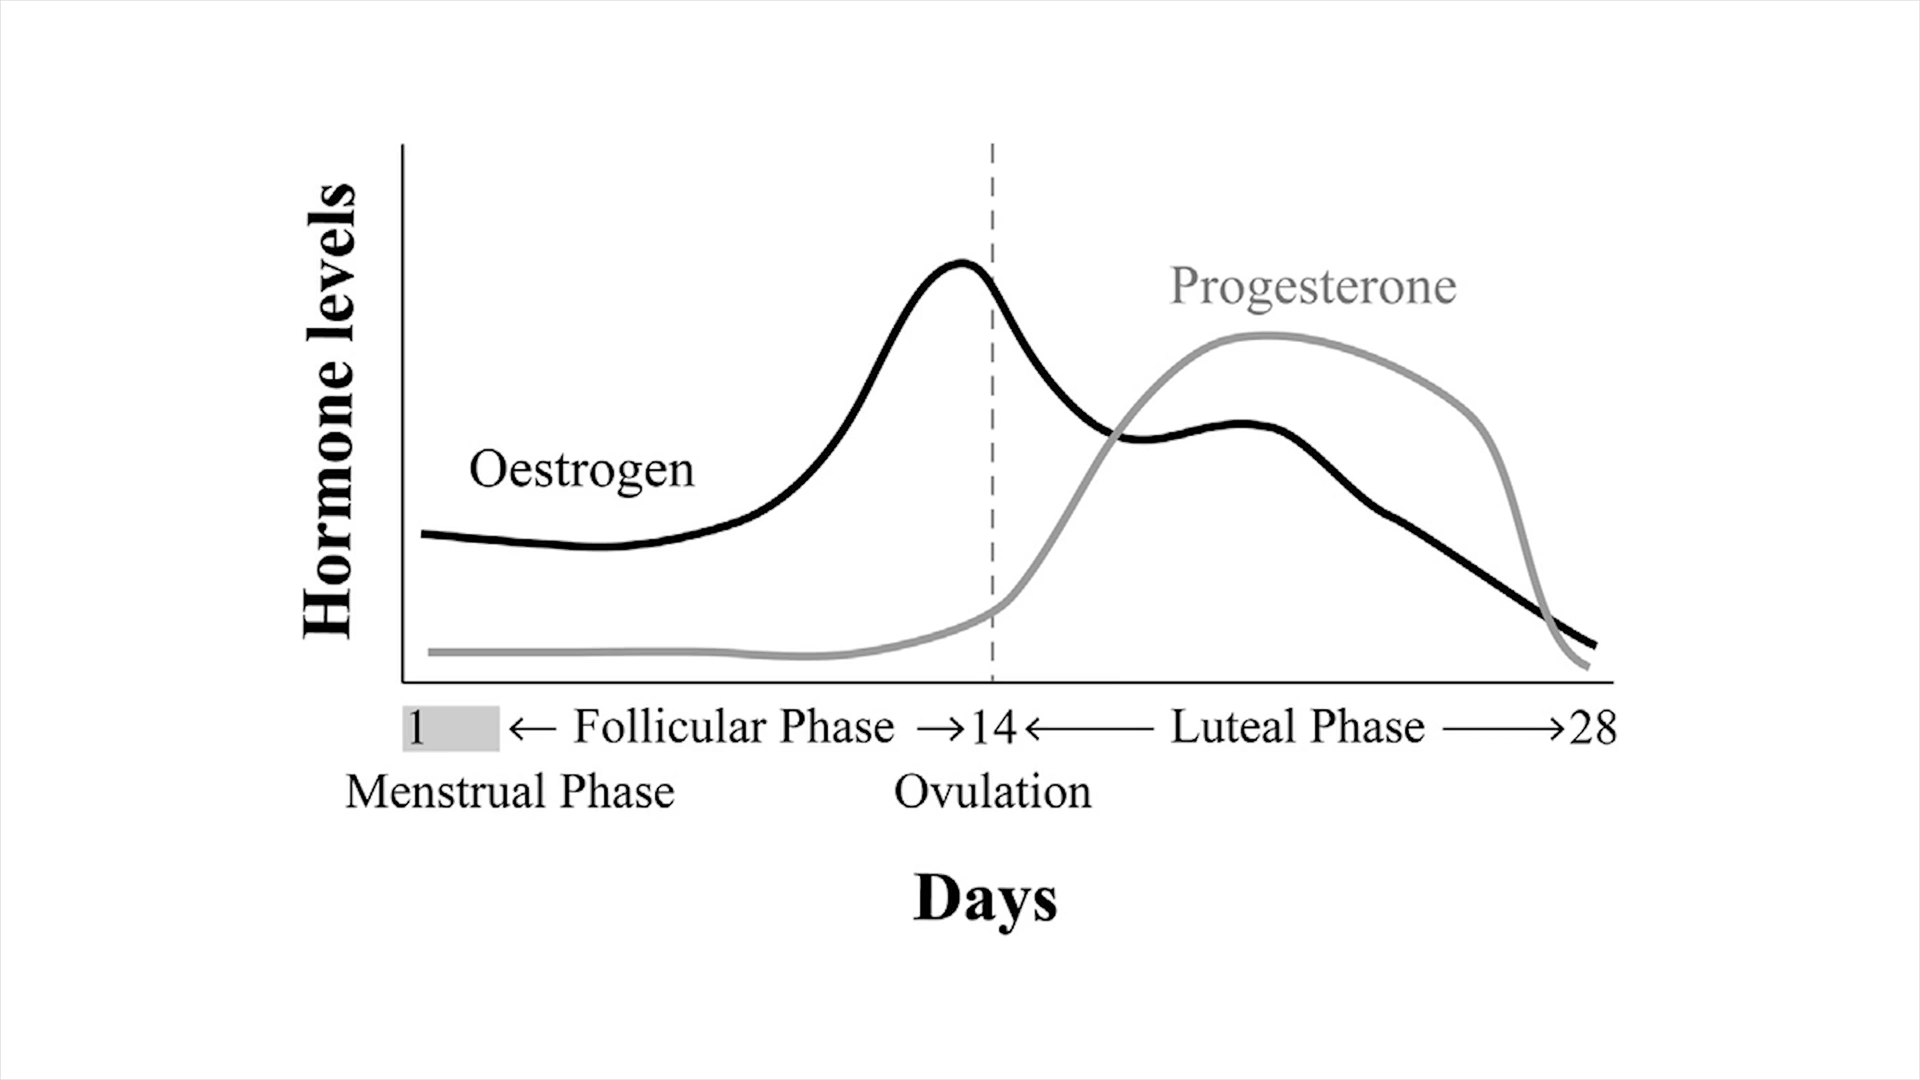 Hormone levels
Progesterone
Oestrogen
1 ← Follicular Phase → 14 ← Luteal Phase → 28
Menstrual Phase Ovulation
Days